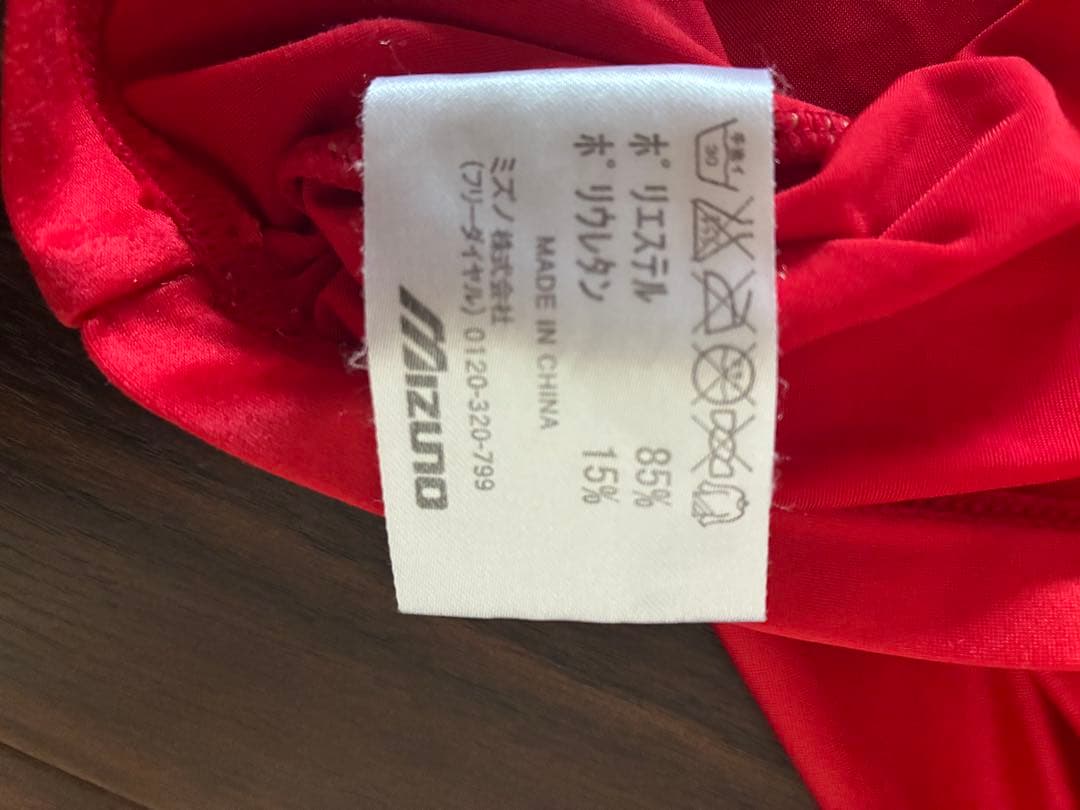 手洗イ
30
ポリエステル 85%
ポリウレタン 15%
MADE IN CHINA
ミズノ株式会社
(フリーダイヤル) 0120-320-799
MIZUNO